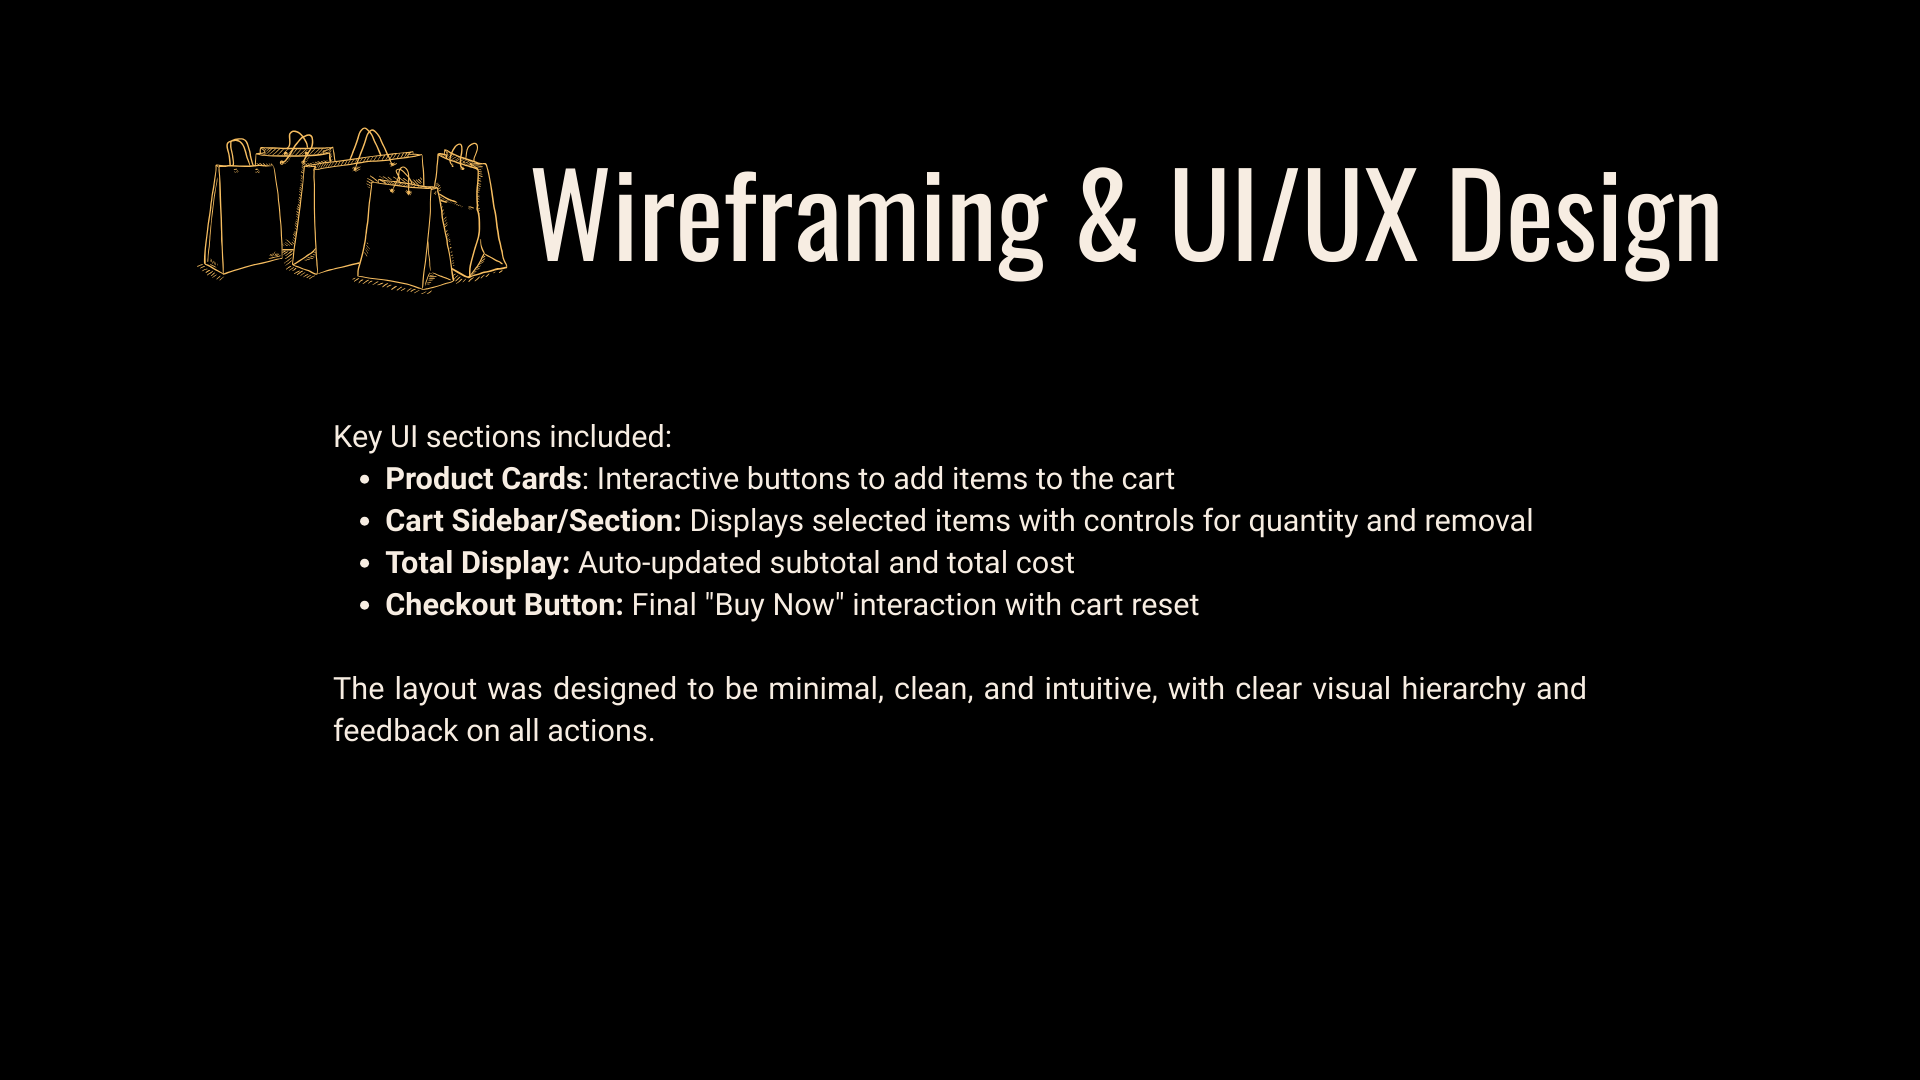 Wireframing & UI/UX Design
Key UI sections included:
• Product Cards: Interactive buttons to add items to the cart
• Cart Sidebar/Section: Displays selected items with controls for quantity and removal
• Total Display: Auto-updated subtotal and total cost
• Checkout Button: Final "Buy Now" interaction with cart reset
The layout was designed to be minimal, clean, and intuitive, with clear visual hierarchy and
feedback on all actions.